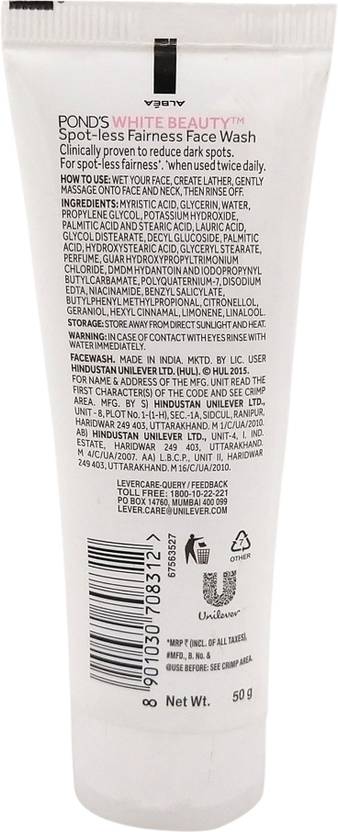 ALBÉA
POND'S WHITE BEAUTY™
Spot-less Fairness Face Wash
Clinically proven to reduce dark spots.
For spot-less fairness*. *when used twice daily.
HOW TO USE: WET YOUR FACE, CREATE LATHER, GENTLY
MASSAGE ONTO FACE AND NECK, THEN RINSE OFF.
INGREDIENTS: MYRISTIC ACID, GLYCERIN, WATER,
PROPYLENE GLYCOL, POTASSIUM HYDROXIDE,
PALMITIC AND STEARIC ACID, LAURIC ACID,
GLYCOL DISTEARATE, DECYL GLUCOSIDE, PALMITIC
ACID, HYDROXYSTEARIC ACID, GLYCERYL STEARATE,
PERFUME, GUAR HYDROXYPROPYLTRIMONIUM
CHLORIDE, DMDM HYDANTOIN AND IODOPROPYNYL
BUTYLCARBAMATE, POLYQUATERNIUM-7, DISODIUM
EDTA, NIACINAMIDE, BENZYL SALICYLATE,
BUTYLPHENYL METHYLPROPIONAL, CITRONELLOL,
GERANIOL, HEXYL CINNAMAL, LIMONENE, LINALOOL.
STORAGE: STORE AWAY FROM DIRECT SUNLIGHT AND HEAT.
WARNING: IN CASE OF CONTACT WITH EYES RINSE WITH
WATER IMMEDIATELY.
FACEWASH. MADE IN INDIA. MKTD. BY LIC. USER
HINDUSTAN UNILEVER LTD. (HUL). © HUL 2015.
FOR NAME & ADDRESS OF THE MFG. UNIT READ THE
FIRST CHARACTER(S) OF THE CODE AND SEE CRIMP
AREA. MFG. BY S) HINDUSTAN UNILEVER LTD.,
UNIT - 8, PLOT No. 1-(1-H), SEC.-1A, SIDCUL, RANIPUR,
HARIDWAR 249 403, UTTARAKHAND. M 1/C/UA/2010.
AB) HINDUSTAN UNILEVER LTD., UNIT-4, I. IND.
ESTATE, HARIDWAR 249 403, UTTARAKHAND.
M 4/C/UA/2007. AA) L.B.C.P., UNIT II, HARIDWAR
249 403, UTTARAKHAND. M 16/C/UA/2010.
LEVERCARE-QUERY / FEEDBACK
TOLL FREE: 1800-10-22-221
PO BOX 14760, MUMBAI 400 099
LEVER.CARE@UNILEVER.COM
8 901030 708312 >
67563527
7
OTHER
Unilever
*MRP ₹ (INCL. OF ALL TAXES),
#MFD., B. No. &
@USE BEFORE: SEE CRIMP AREA.
Net Wt. 50 g